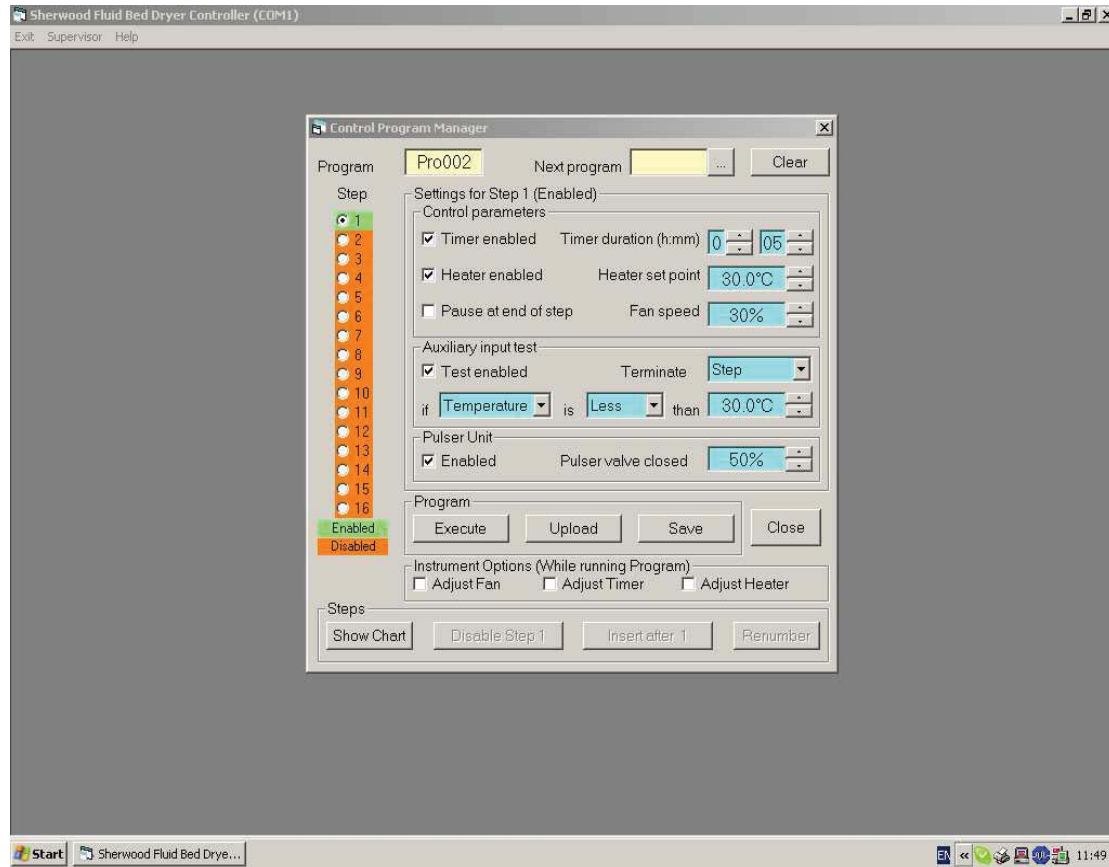 Sherwood Fluid Bed Dryer Controller (COM1)
Exit Supervisor Help
Control Program Manager
Program Pro002 Next program ... Clear
Step
1
2
3
4
5
6
7
8
9
10
11
12
13
14
15
16
Enabled
Disabled
Settings for Step 1 (Enabled)
Control parameters
Timer enabled Timer duration (h:mm) 0 05
Heater enabled Heater set point 30.0°C
Pause at end of step Fan speed 30%
Auxiliary input test
Test enabled Terminate Step
if Temperature is Less than 30.0°C
Pulser Unit
Enabled Pulser valve closed 50%
Program
Execute Upload Save Close
Instrument Options (While running Program)
Adjust Fan Adjust Timer Adjust Heater
Steps
Show Chart Disable Step 1 Insert after 1 Renumber
Start Sherwood Fluid Bed Drye... EN « 11:49